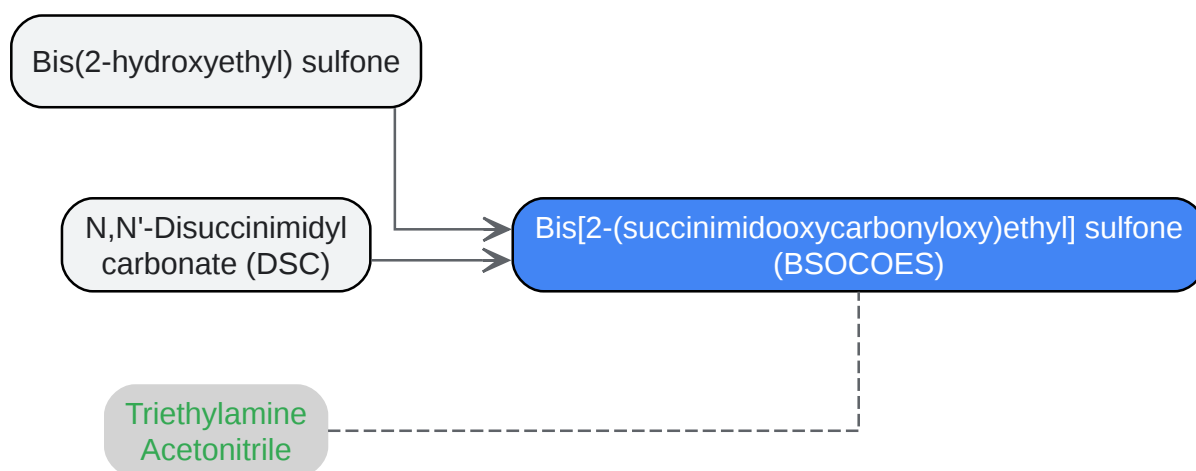 Bis(2-hydroxyethyl) sulfone
N,N'-Disuccinimidyl
carbonate (DSC)
Bis[2-(succinimidooxycarbonyloxy)ethyl] sulfone
(BSOCOES)
Triethylamine
Acetonitrile